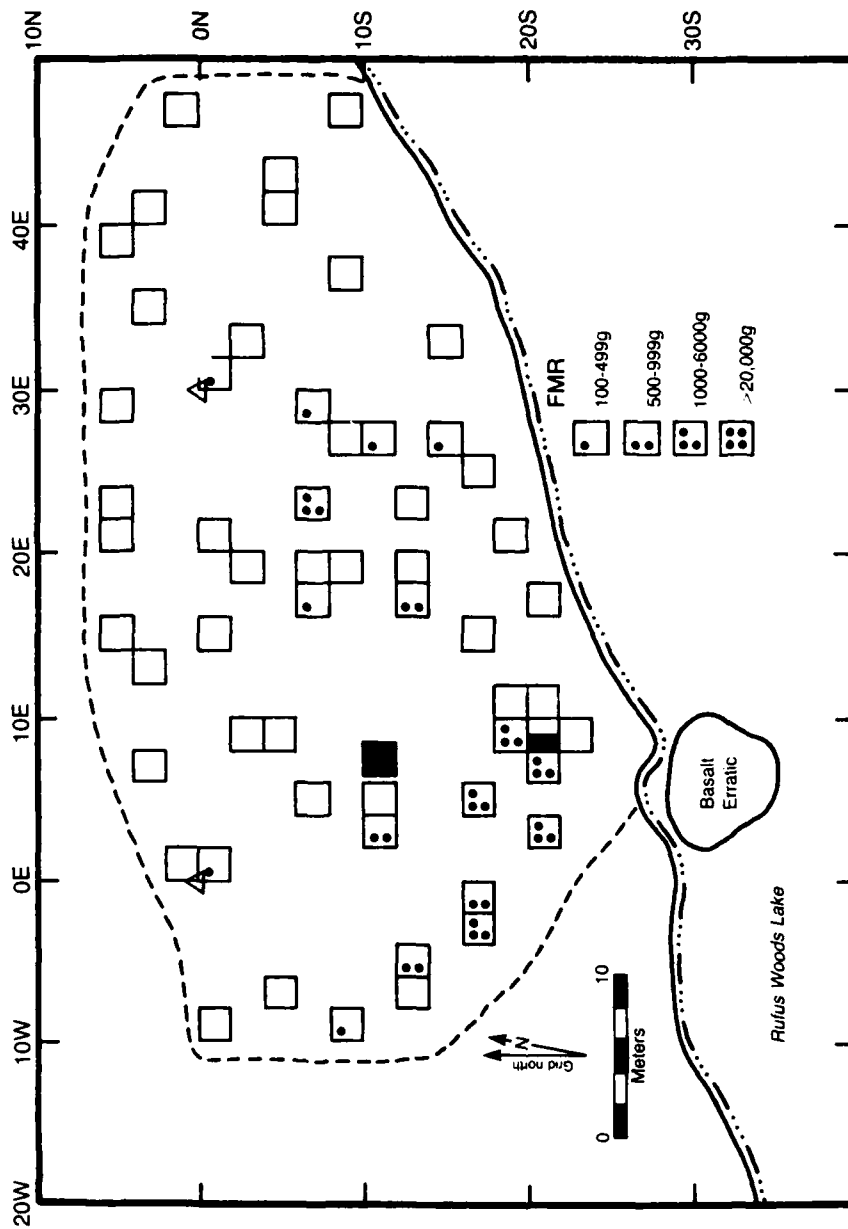 20W
10W
0E
10E
20E
30E
40E
10N
0N
10S
20S
30S
FMR
100-499g
500-999g
1000-6000g
>20,000g
N
Grid north
0
10
Meters
Basalt
Erratic
Rufus Woods Lake